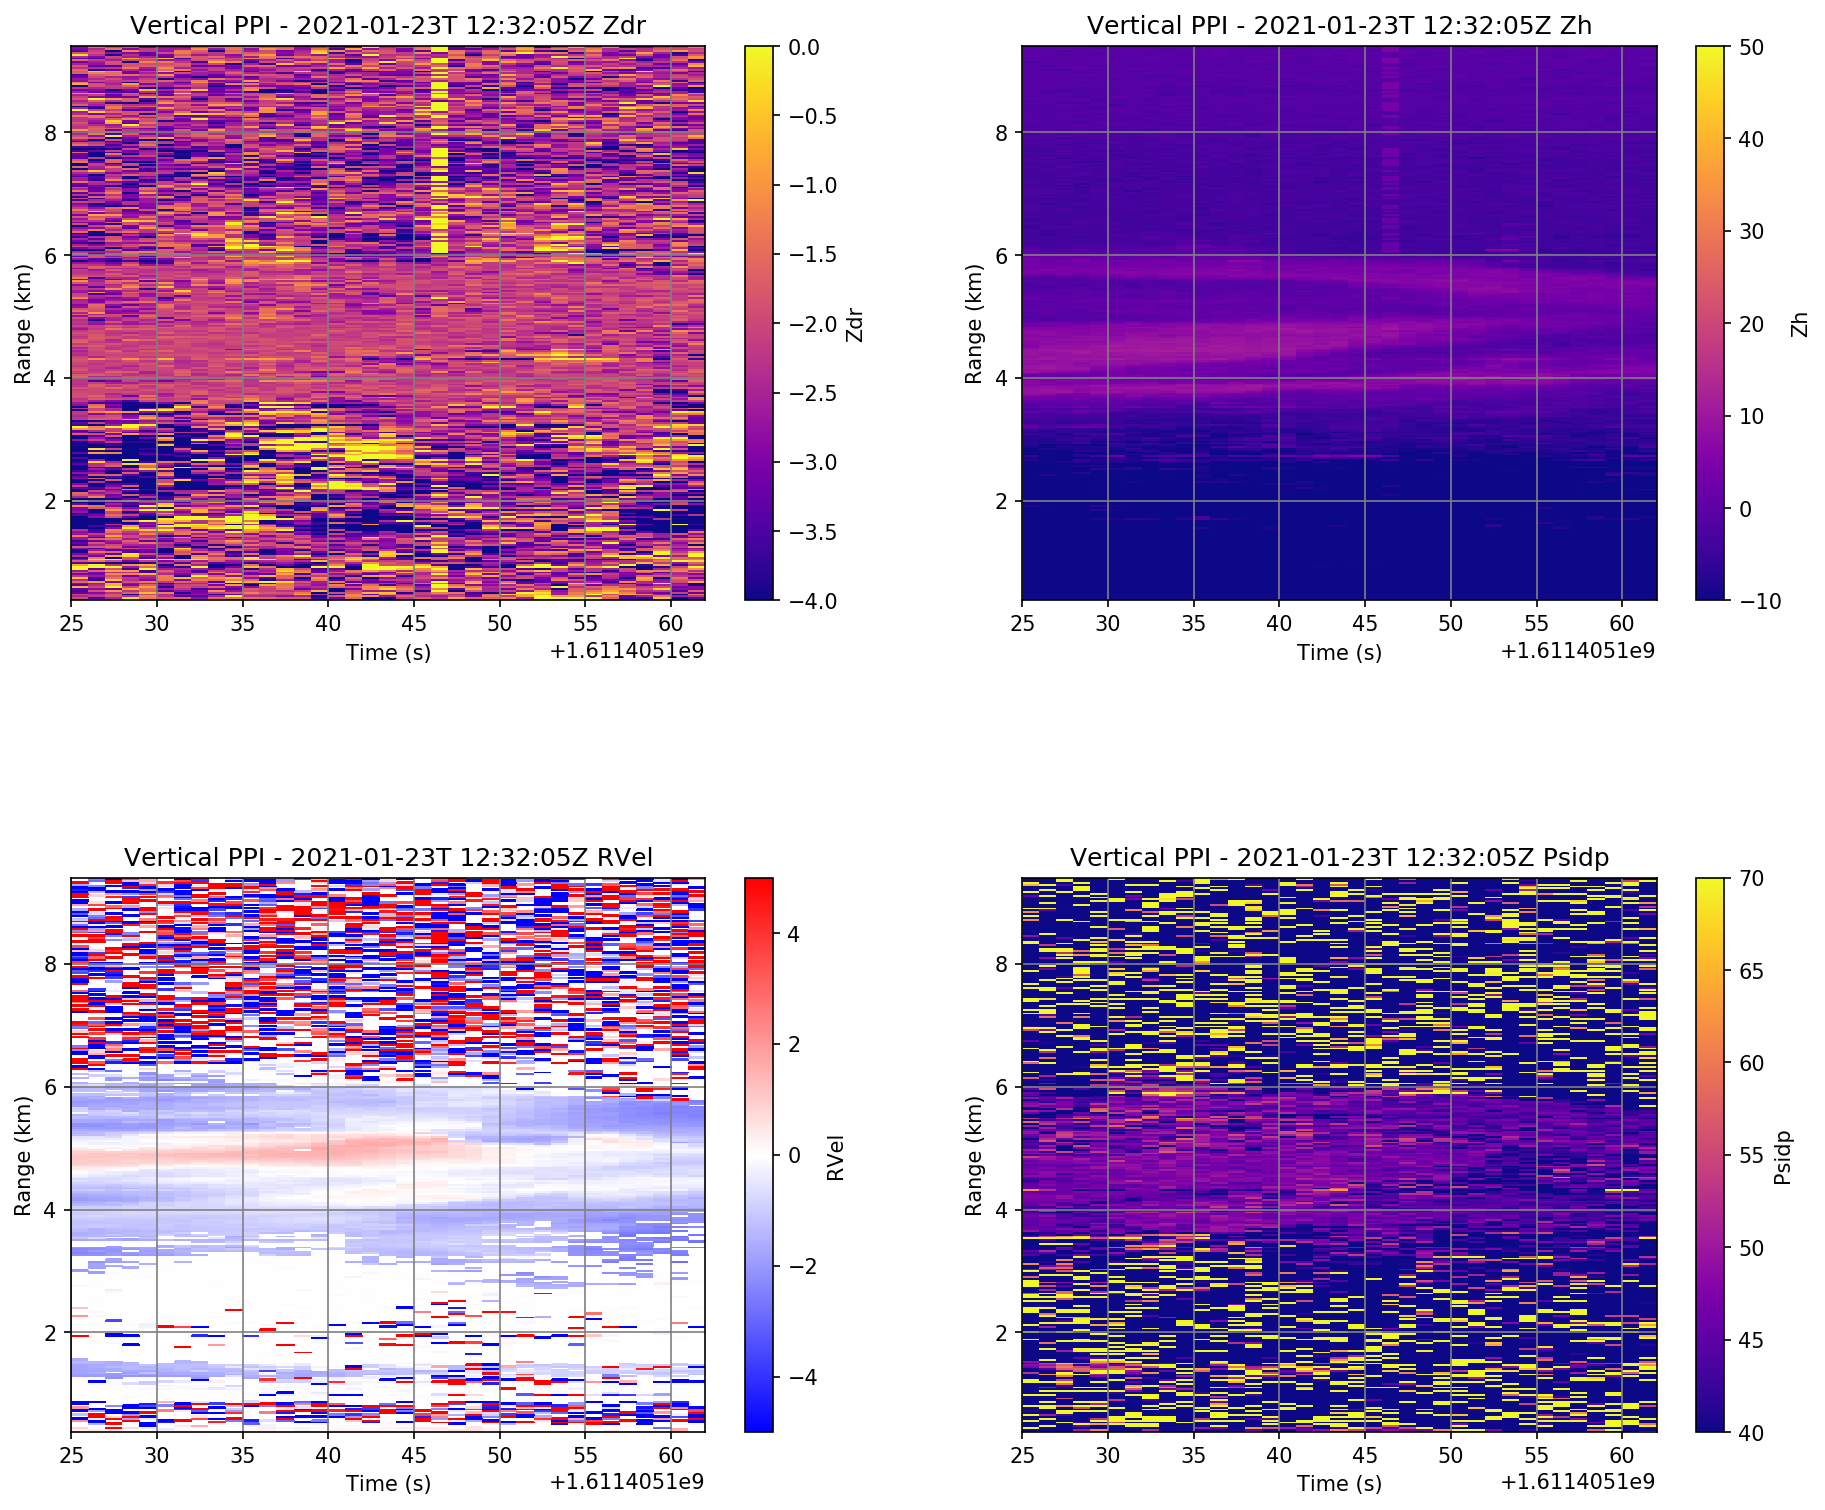 Vertical PPI - 2021-01-23T 12:32:05Z Zdr
Range (km)
8
6
4
2
25 30 35 40 45 50 55 60
Time (s)
+1.6114051e9
0.0
−0.5
−1.0
−1.5
−2.0
−2.5
−3.0
−3.5
−4.0
Zdr
Vertical PPI - 2021-01-23T 12:32:05Z Zh
Range (km)
8
6
4
2
25 30 35 40 45 50 55 60
Time (s)
+1.6114051e9
50
40
30
20
10
0
−10
Zh
Vertical PPI - 2021-01-23T 12:32:05Z RVel
Range (km)
8
6
4
2
25 30 35 40 45 50 55 60
Time (s)
+1.6114051e9
4
2
0
−2
−4
RVel
Vertical PPI - 2021-01-23T 12:32:05Z Psidp
Range (km)
8
6
4
2
25 30 35 40 45 50 55 60
Time (s)
+1.6114051e9
70
65
60
55
50
45
40
Psidp